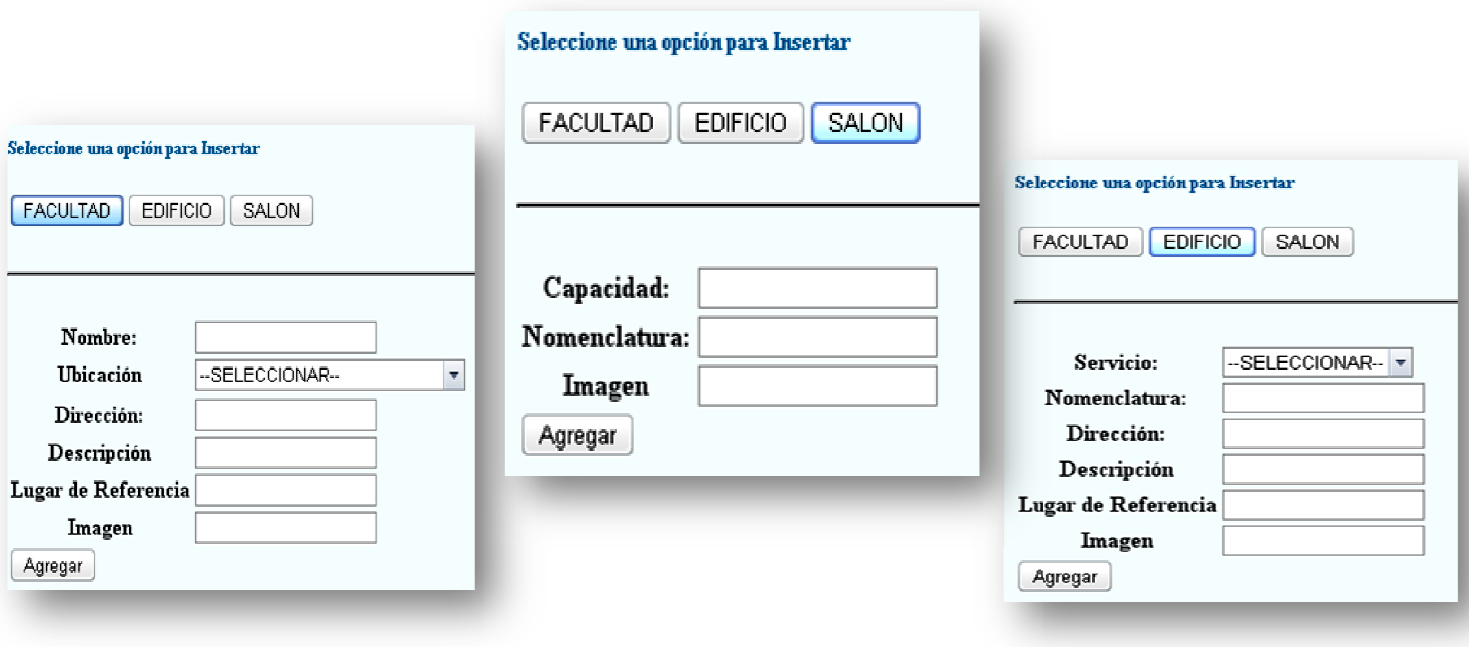 Seleccione una opción para Insertar
FACULTAD EDIFICIO SALON
Nombre:
Ubicación --SELECCIONAR--
Dirección:
Descripción
Lugar de Referencia
Imagen
Agregar
Seleccione una opción para Insertar
FACULTAD EDIFICIO SALON
Capacidad:
Nomenclatura:
Imagen
Agregar
Seleccione una opción para Insertar
FACULTAD EDIFICIO SALON
Servicio: --SELECCIONAR--
Nomenclatura:
Dirección:
Descripción
Lugar de Referencia
Imagen
Agregar